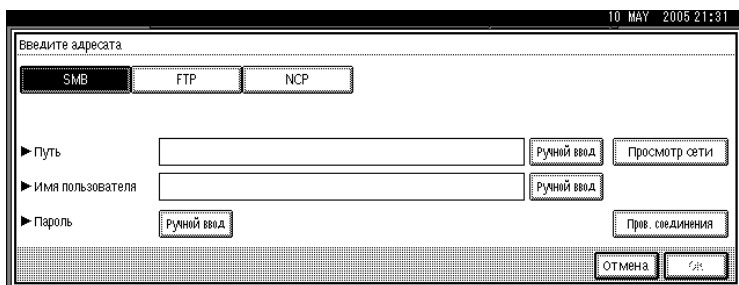 10 MAY 2005 21:31
Введите адресата
SMB FTP NCP
▶ Путь Ручной ввод Просмотр сети
▶ Имя пользователя Ручной ввод
▶ Пароль Ручной ввод Пров. соединения
Отмена OK